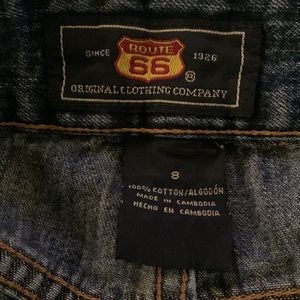 SINCE ROUTE 66 1926
®
ORIGINAL CLOTHING COMPANY
8
100% COTTON/ALGODÓN
MADE IN CAMBODIA
HECHO EN CAMBODIA